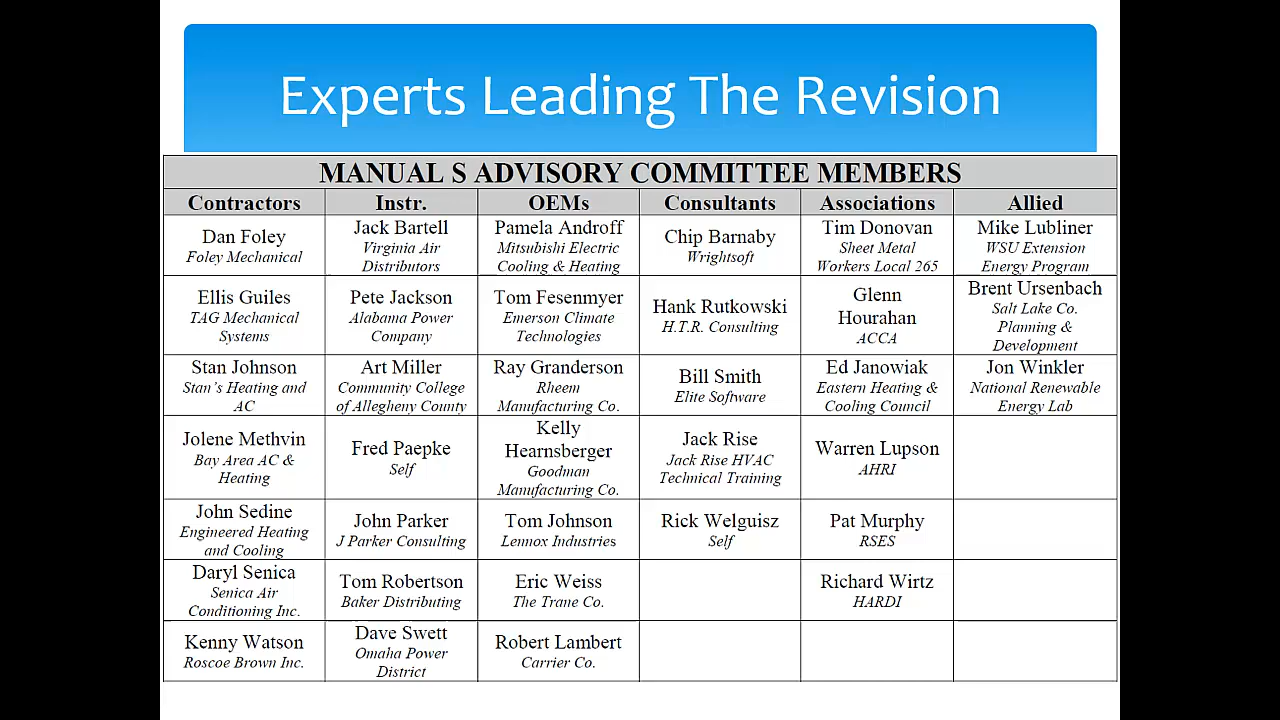 Experts Leading The Revision
MANUAL S ADVISORY COMMITTEE MEMBERS
Contractors Instr. OEMs Consultants Associations Allied
Dan Foley
Foley Mechanical
Jack Bartell
Virginia Air
Distributors
Pamela Androff
Mitsubishi Electric
Cooling & Heating
Chip Barnaby
Wrightsoft
Tim Donovan
Sheet Metal
Workers Local 265
Mike Lubliner
WSU Extension
Energy Program
Ellis Guiles
TAG Mechanical
Systems
Pete Jackson
Alabama Power
Company
Tom Fesenmyer
Emerson Climate
Technologies
Hank Rutkowski
H.T.R. Consulting
Glenn
Hourahan
ACCA
Brent Ursenbach
Salt Lake Co.
Planning &
Development
Stan Johnson
Stan's Heating and
AC
Art Miller
Community College
of Allegheny County
Ray Granderson
Rheem
Manufacturing Co.
Bill Smith
Elite Software
Ed Janowiak
Eastern Heating &
Cooling Council
Jon Winkler
National Renewable
Energy Lab
Jolene Methvin
Bay Area AC &
Heating
Fred Paepke
Self
Kelly
Hearnsberger
Goodman
Manufacturing Co.
Jack Rise
Jack Rise HVAC
Technical Training
Warren Lupson
AHRI
John Sedine
Engineered Heating
and Cooling
John Parker
J Parker Consulting
Tom Johnson
Lennox Industries
Rick Welguisz
Self
Pat Murphy
RSES
Daryl Senica
Senica Air
Conditioning Inc.
Tom Robertson
Baker Distributing
Eric Weiss
The Trane Co.
Richard Wirtz
HARDI
Kenny Watson
Roscoe Brown Inc.
Dave Swett
Omaha Power
District
Robert Lambert
Carrier Co.